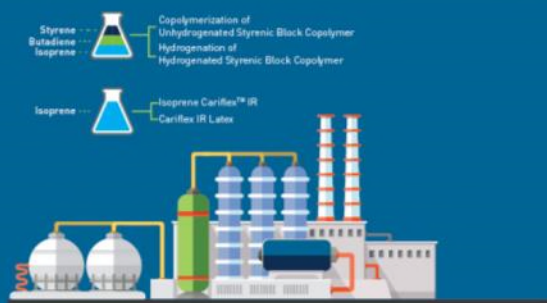 Styrene
Butadiene
Isoprene
Copolymerization of
Unhydrogenated Styrenic Block Copolymer
Hydrogenation of
Hydrogenated Styrenic Block Copolymer
Isoprene
Isoprene Cariflex™ IR
Cariflex IR Latex